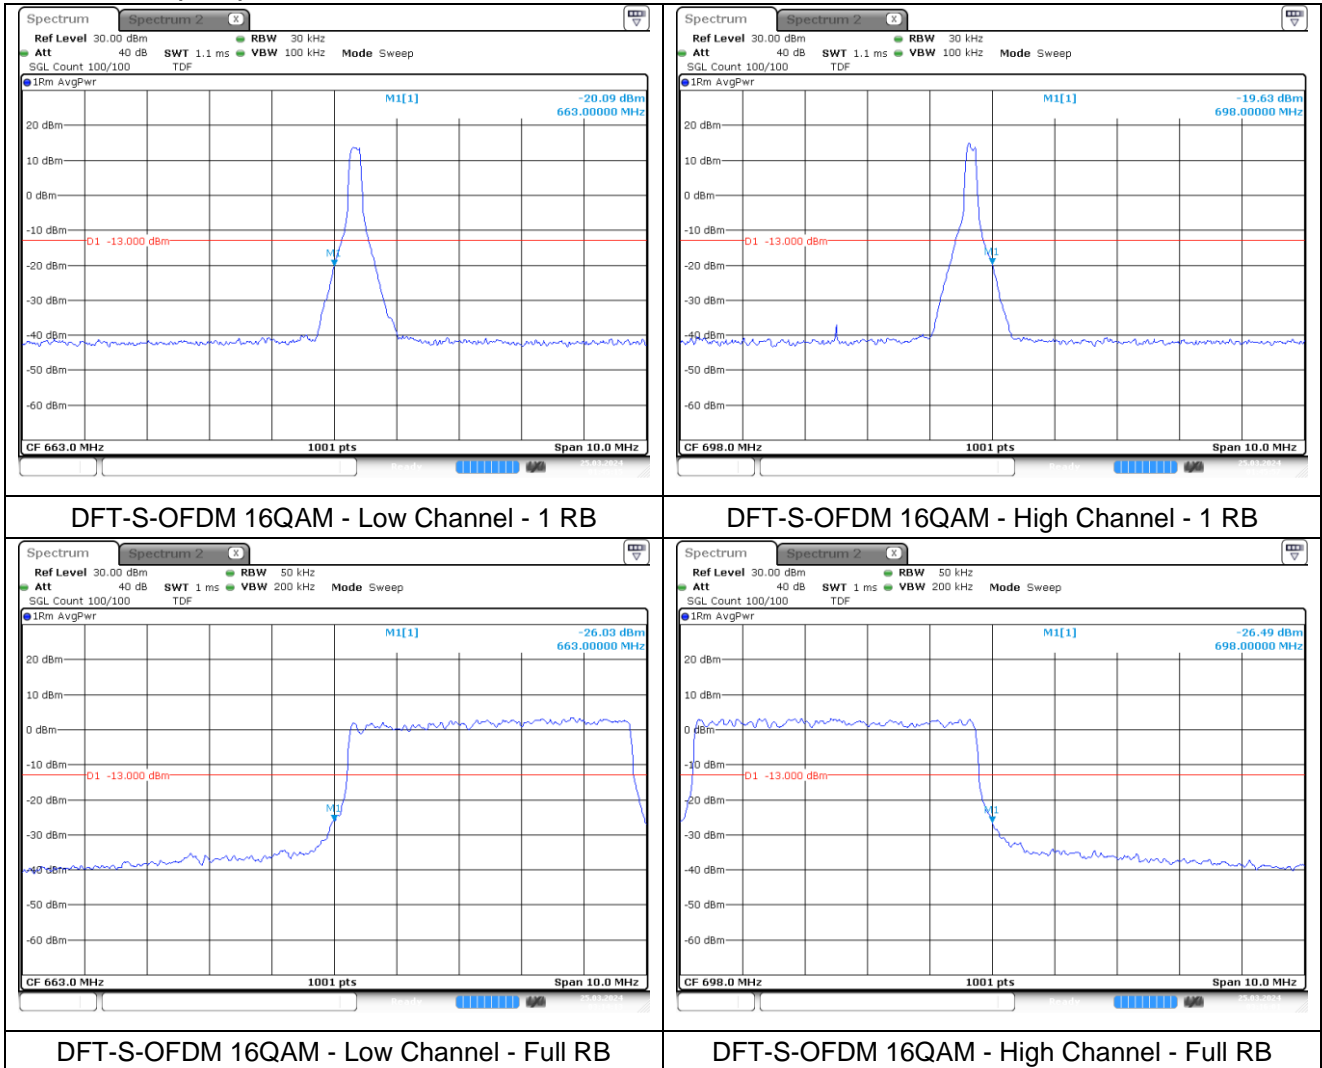 Spectrum Spectrum 2 X
Ref Level 30.00 dBm RBW 30 kHz
Att 40 dB SWT 1.1 ms VBW 100 kHz Mode Sweep
SGL Count 100/100 TDF
1Rm AvgPwr
M1[1] -20.09 dBm
663.00000 MHz
20 dBm
10 dBm
0 dBm
-10 dBm
D1 -13.000 dBm
M1
-20 dBm
-30 dBm
-40 dBm
-50 dBm
-60 dBm
CF 663.0 MHz 1001 pts Span 10.0 MHz
Ready 25.03.2024
DFT-S-OFDM 16QAM - Low Channel - 1 RB
Spectrum Spectrum 2 X
Ref Level 30.00 dBm RBW 30 kHz
Att 40 dB SWT 1.1 ms VBW 100 kHz Mode Sweep
SGL Count 100/100 TDF
1Rm AvgPwr
M1[1] -19.63 dBm
698.00000 MHz
20 dBm
10 dBm
0 dBm
-10 dBm
D1 -13.000 dBm
M1
-20 dBm
-30 dBm
-40 dBm
-50 dBm
-60 dBm
CF 698.0 MHz 1001 pts Span 10.0 MHz
Ready 25.03.2024
DFT-S-OFDM 16QAM - High Channel - 1 RB
Spectrum Spectrum 2 X
Ref Level 30.00 dBm RBW 50 kHz
Att 40 dB SWT 1 ms VBW 200 kHz Mode Sweep
SGL Count 100/100 TDF
1Rm AvgPwr
M1[1] -26.03 dBm
663.00000 MHz
20 dBm
10 dBm
0 dBm
-10 dBm
D1 -13.000 dBm
-20 dBm
M1
-30 dBm
-40 dBm
-50 dBm
-60 dBm
CF 663.0 MHz 1001 pts Span 10.0 MHz
Ready 25.03.2024
DFT-S-OFDM 16QAM - Low Channel - Full RB
Spectrum Spectrum 2 X
Ref Level 30.00 dBm RBW 50 kHz
Att 40 dB SWT 1 ms VBW 200 kHz Mode Sweep
SGL Count 100/100 TDF
1Rm AvgPwr
M1[1] -26.49 dBm
698.00000 MHz
20 dBm
10 dBm
0 dBm
-10 dBm
D1 -13.000 dBm
-20 dBm
M1
-30 dBm
-40 dBm
-50 dBm
-60 dBm
CF 698.0 MHz 1001 pts Span 10.0 MHz
Ready 25.03.2024
DFT-S-OFDM 16QAM - High Channel - Full RB